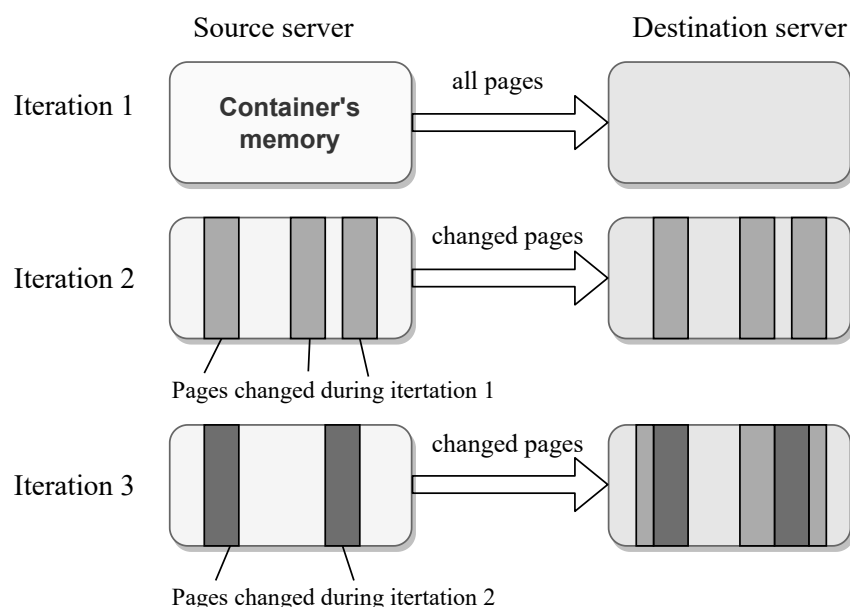 Source server
Destination server
Iteration 1
Container's
memory
all pages
Iteration 2
changed pages
Pages changed during itertation 1
Iteration 3
changed pages
Pages changed during itertation 2